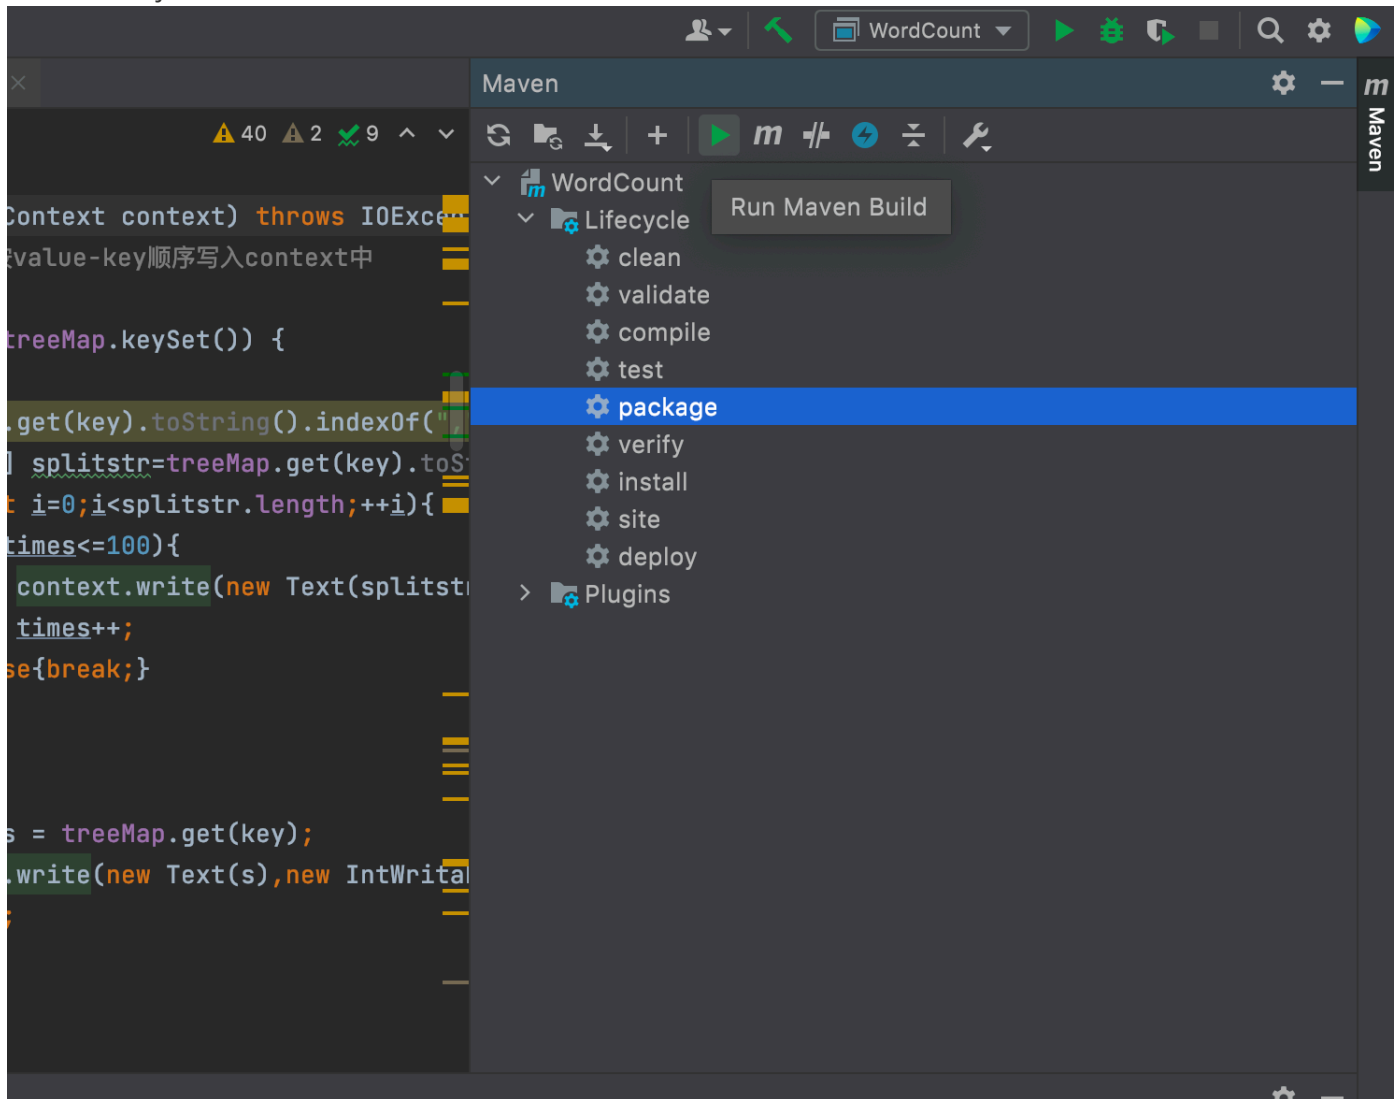 WordCount
Maven
m
Maven
40 2 9
m
WordCount
Run Maven Build
Lifecycle
clean
validate
compile
test
package
verify
install
site
deploy
Plugins
Context context) throws IOExcep
value-key顺序写入context中
treeMap.keySet()) {
.get(key).toString().indexOf(",
] splitstr=treeMap.get(key).toS
t i=0;i<splitstr.length;++i){
times<=100){
context.write(new Text(splitst
times++;
se{break;}
s = treeMap.get(key);
.write(new Text(s),new IntWrita
;